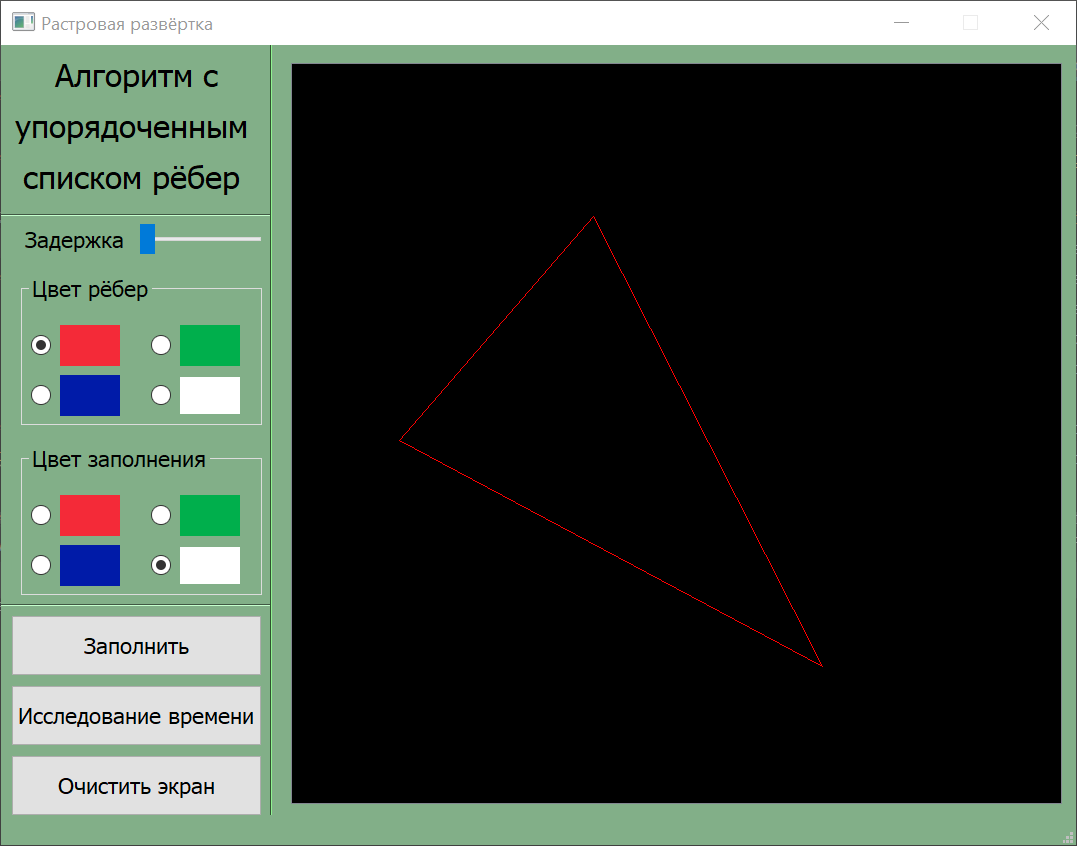 Растровая развёртка
Алгоритм с
упорядоченным
списком рёбер
Задержка
Цвет рёбер
Цвет заполнения
Заполнить
Исследование времени
Очистить экран